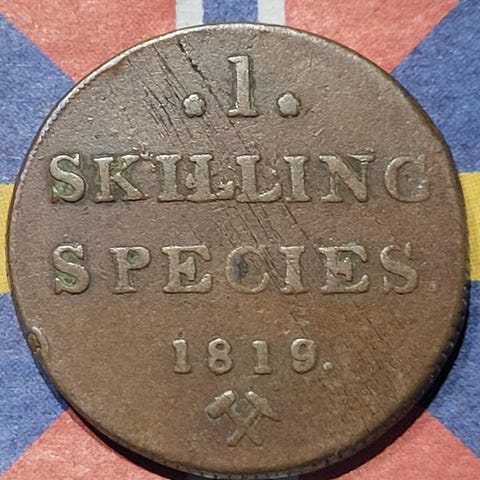 .1.
SKILLING
SPECIES
1819.